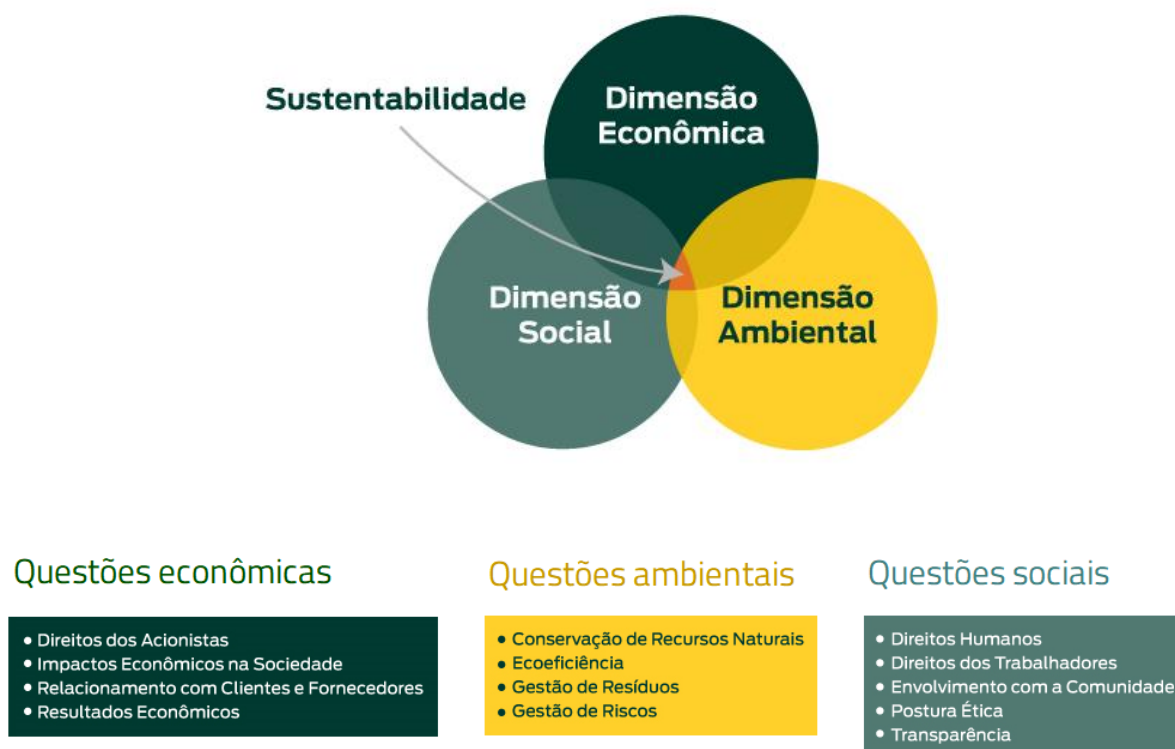 Sustentabilidade
Dimensão
Econômica
Dimensão
Social
Dimensão
Ambiental
Questões econômicas
• Direitos dos Acionistas
• Impactos Econômicos na Sociedade
• Relacionamento com Clientes e Fornecedores
• Resultados Econômicos
Questões ambientais
• Conservação de Recursos Naturais
• Ecoeficiência
• Gestão de Resíduos
• Gestão de Riscos
Questões sociais
• Direitos Humanos
• Direitos dos Trabalhadores
• Envolvimento com a Comunidade
• Postura Ética
• Transparência